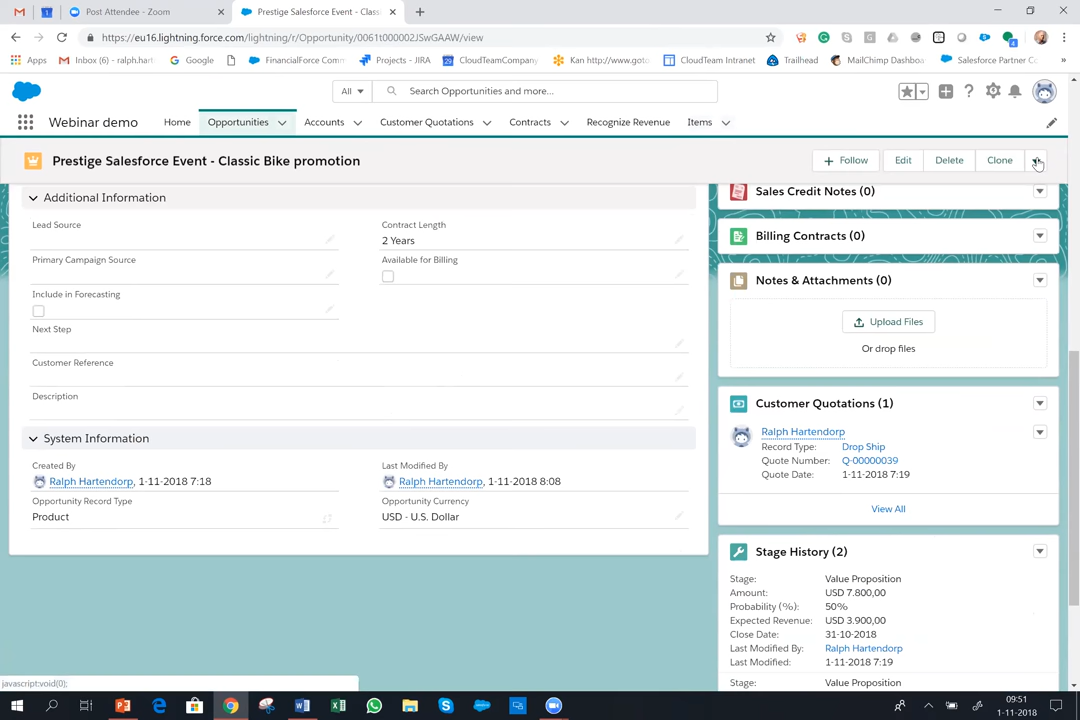 Post Attendee - Zoom
Prestige Salesforce Event - Clas
https://eu16.lightning.force.com/lightning/r/Opportunity/0061t000002JSwGAAW/view
Apps
Inbox (6) - ralph.hart
Google
FinancialForce Comm
Projects - JIRA
CloudTeamCompany
Kan http://www.goto
CloudTeam Intranet
Trailhead
MailChimp Dashboa
Salesforce Partner Co
All
Search Opportunities and more...
Webinar demo
Home
Opportunities
Accounts
Customer Quotations
Contracts
Recognize Revenue
Items
Prestige Salesforce Event - Classic Bike promotion
Follow
Edit
Delete
Clone
Additional Information
Sales Credit Notes (0)
Lead Source
Contract Length
2 Years
Billing Contracts (0)
Primary Campaign Source
Available for Billing
Notes & Attachments (0)
Include in Forecasting
Upload Files
Next Step
Or drop files
Customer Reference
Description
Customer Quotations (1)
Ralph Hartendorp
Record Type: Drop Ship
Quote Number: Q-00000039
Quote Date: 1-11-2018 7:19
View All
System Information
Created By
Ralph Hartendorp, 1-11-2018 7:18
Last Modified By
Ralph Hartendorp, 1-11-2018 8:08
Opportunity Record Type
Product
Opportunity Currency
USD - U.S. Dollar
Stage History (2)
Stage: Value Proposition
Amount: USD 7.800,00
Probability (%): 50%
Expected Revenue: USD 3.900,00
Close Date: 31-10-2018
Last Modified By: Ralph Hartendorp
Last Modified: 1-11-2018 7:19
Stage: Value Proposition
javascript:void(0);
09:51
1-11-2018